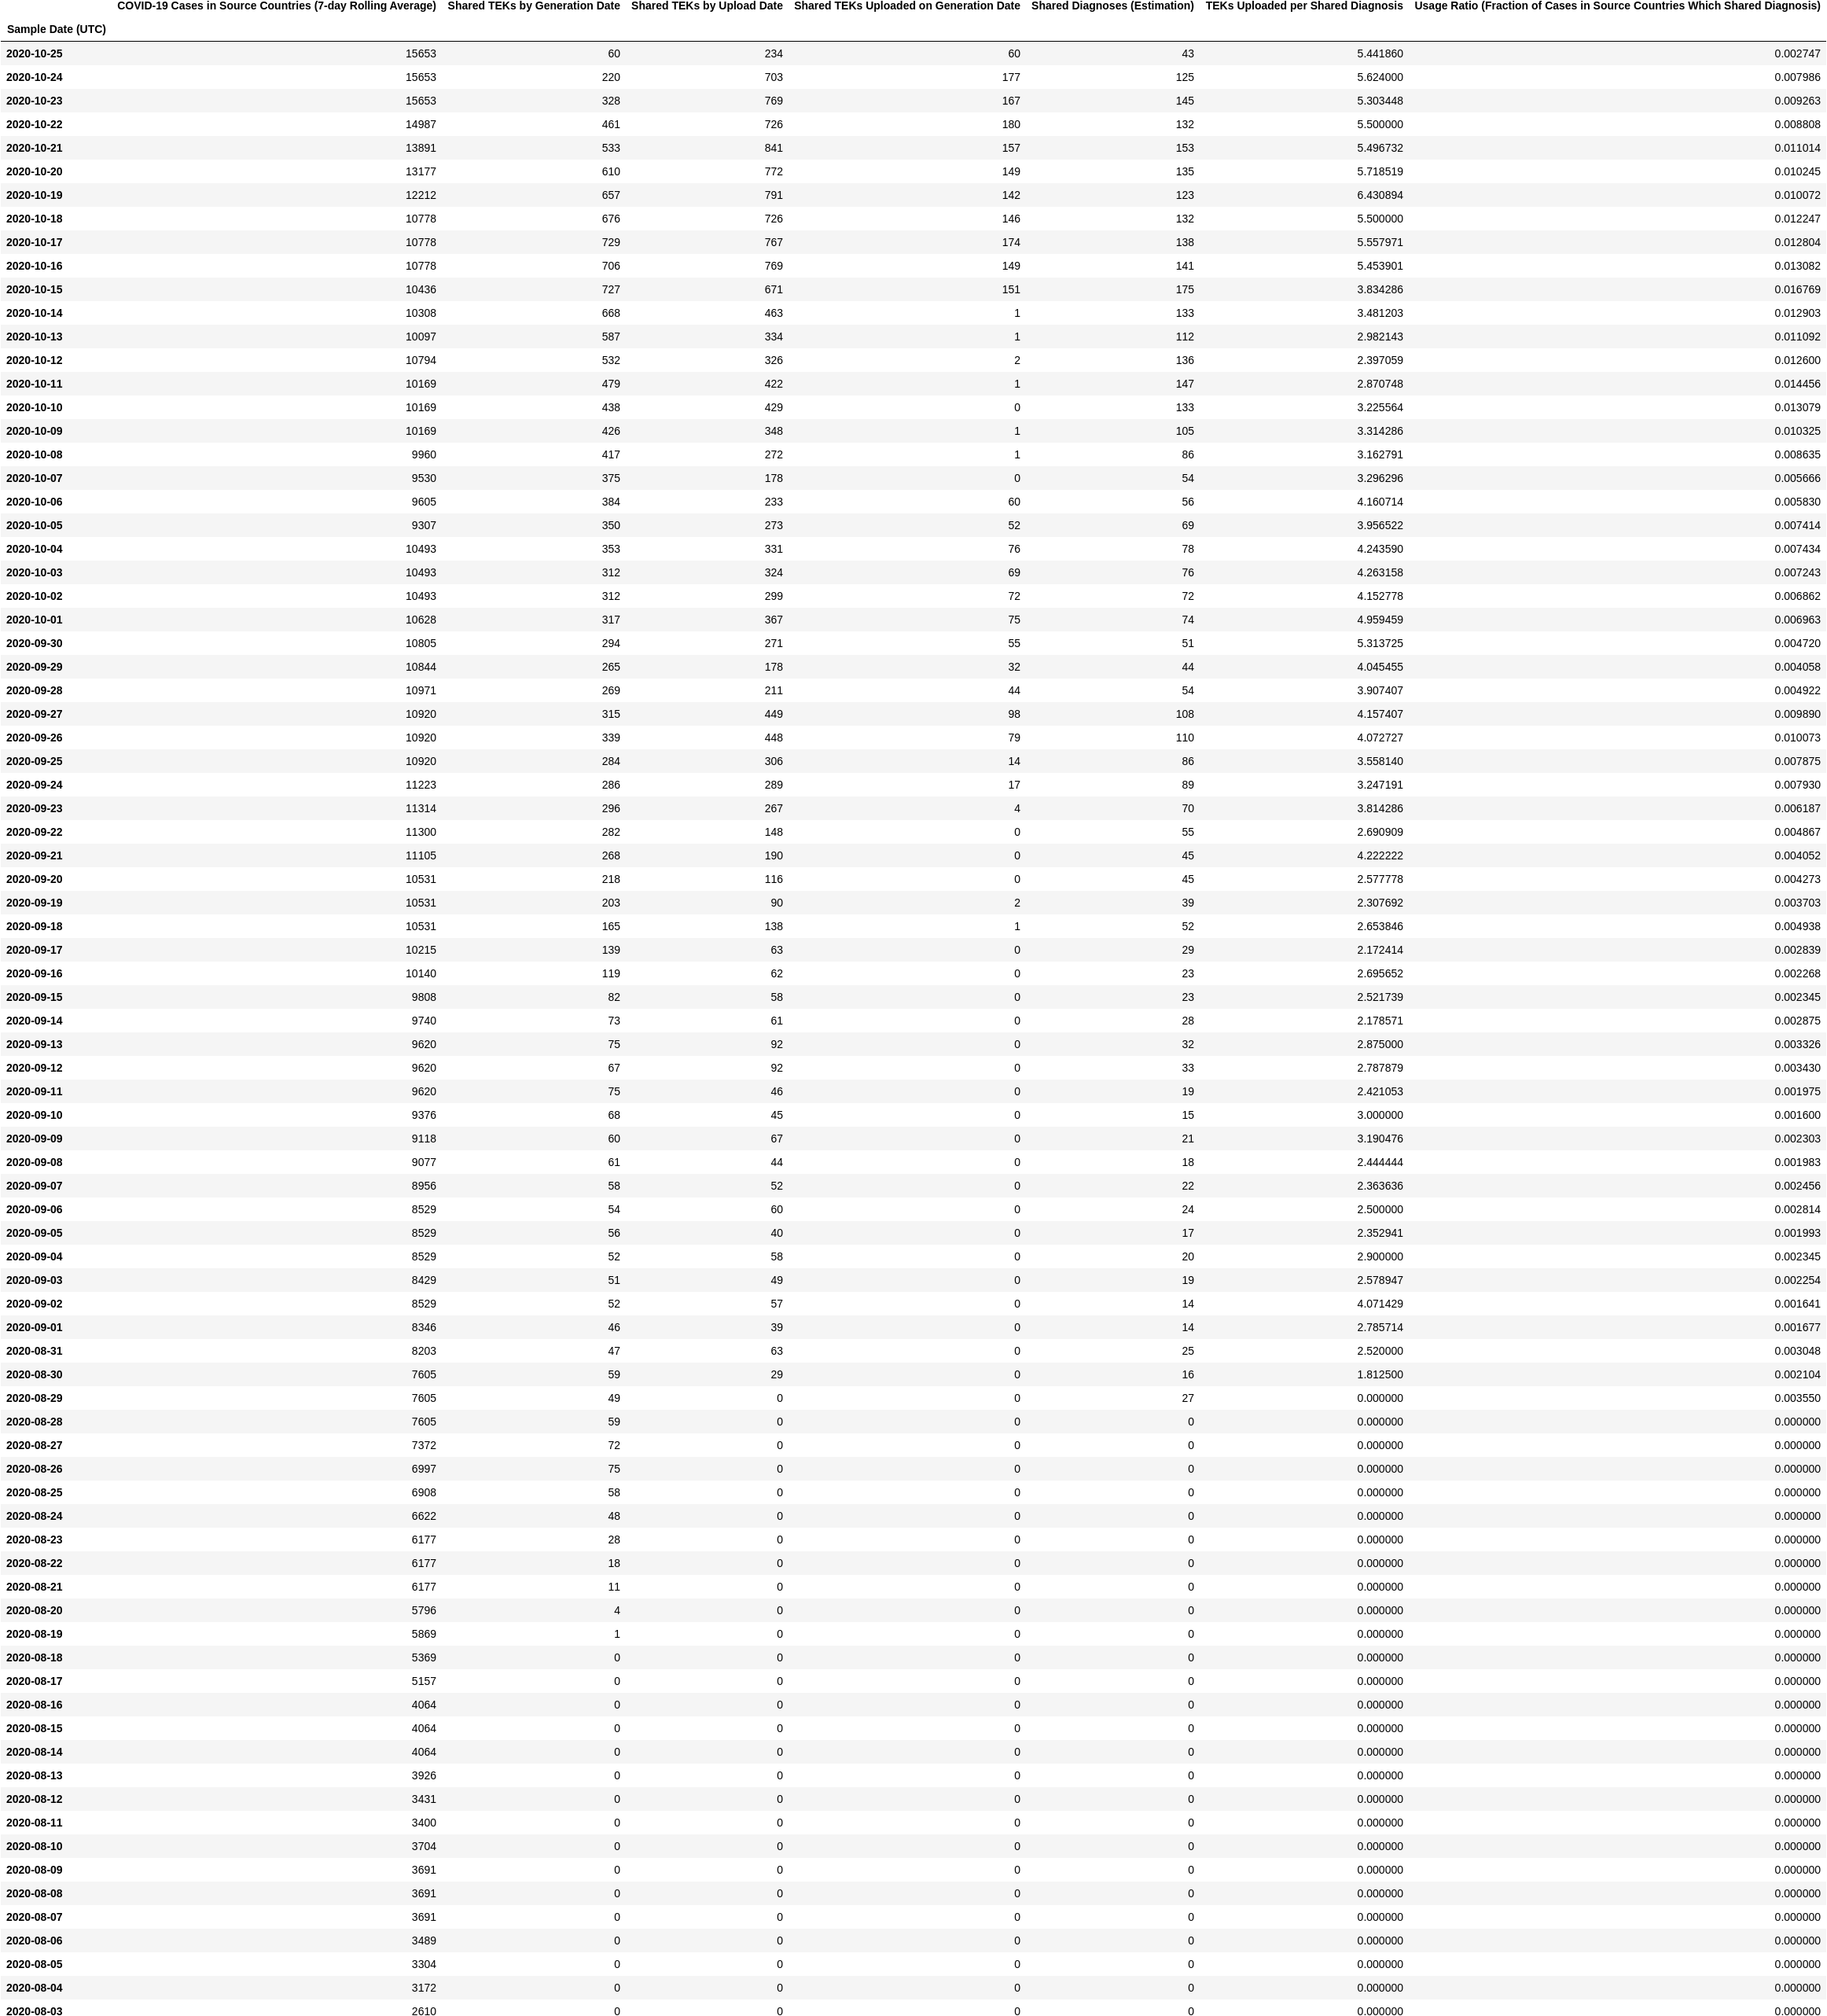 COVID-19 Cases in Source Countries (7-day Rolling Average) Shared TEKs by Generation Date Shared TEKs by Upload Date Shared TEKs Uploaded on Generation Date Shared Diagnoses (Estimation) TEKs Uploaded per Shared Diagnosis Usage Ratio (Fraction of Cases in Source Countries Which Shared Diagnosis)
Sample Date (UTC)
2020-10-25 15653 60 234 60 43 5.441860 0.002747
2020-10-24 15653 220 703 177 125 5.624000 0.007986
2020-10-23 15653 328 769 167 145 5.303448 0.009263
2020-10-22 14987 461 726 180 132 5.500000 0.008808
2020-10-21 13891 533 841 157 153 5.496732 0.011014
2020-10-20 13177 610 772 149 135 5.718519 0.010245
2020-10-19 12212 657 791 142 123 6.430894 0.010072
2020-10-18 10778 676 726 146 132 5.500000 0.012247
2020-10-17 10778 729 767 174 138 5.557971 0.012804
2020-10-16 10778 706 769 149 141 5.453901 0.013082
2020-10-15 10436 727 671 151 175 3.834286 0.016769
2020-10-14 10308 668 463 1 133 3.481203 0.012903
2020-10-13 10097 587 334 1 112 2.982143 0.011092
2020-10-12 10794 532 326 2 136 2.397059 0.012600
2020-10-11 10169 479 422 1 147 2.870748 0.014456
2020-10-10 10169 438 429 0 133 3.225564 0.013079
2020-10-09 10169 426 348 1 105 3.314286 0.010325
2020-10-08 9960 417 272 1 86 3.162791 0.008635
2020-10-07 9530 375 178 0 54 3.296296 0.005666
2020-10-06 9605 384 233 60 56 4.160714 0.005830
2020-10-05 9307 350 273 52 69 3.956522 0.007414
2020-10-04 10493 353 331 76 78 4.243590 0.007434
2020-10-03 10493 312 324 69 76 4.263158 0.007243
2020-10-02 10493 312 299 72 72 4.152778 0.006862
2020-10-01 10628 317 367 75 74 4.959459 0.006963
2020-09-30 10805 294 271 55 51 5.313725 0.004720
2020-09-29 10844 265 178 32 44 4.045455 0.004058
2020-09-28 10971 269 211 44 54 3.907407 0.004922
2020-09-27 10920 315 449 98 108 4.157407 0.009890
2020-09-26 10920 339 448 79 110 4.072727 0.010073
2020-09-25 10920 284 306 14 86 3.558140 0.007875
2020-09-24 11223 286 289 17 89 3.247191 0.007930
2020-09-23 11314 296 267 4 70 3.814286 0.006187
2020-09-22 11300 282 148 0 55 2.690909 0.004867
2020-09-21 11105 268 190 0 45 4.222222 0.004052
2020-09-20 10531 218 116 0 45 2.577778 0.004273
2020-09-19 10531 203 90 2 39 2.307692 0.003703
2020-09-18 10531 165 138 1 52 2.653846 0.004938
2020-09-17 10215 139 63 0 29 2.172414 0.002839
2020-09-16 10140 119 62 0 23 2.695652 0.002268
2020-09-15 9808 82 58 0 23 2.521739 0.002345
2020-09-14 9740 73 61 0 28 2.178571 0.002875
2020-09-13 9620 75 92 0 32 2.875000 0.003326
2020-09-12 9620 67 92 0 33 2.787879 0.003430
2020-09-11 9620 75 46 0 19 2.421053 0.001975
2020-09-10 9376 68 45 0 15 3.000000 0.001600
2020-09-09 9118 60 67 0 21 3.190476 0.002303
2020-09-08 9077 61 44 0 18 2.444444 0.001983
2020-09-07 8956 58 52 0 22 2.363636 0.002456
2020-09-06 8529 54 60 0 24 2.500000 0.002814
2020-09-05 8529 56 40 0 17 2.352941 0.001993
2020-09-04 8529 52 58 0 20 2.900000 0.002345
2020-09-03 8429 51 49 0 19 2.578947 0.002254
2020-09-02 8529 52 57 0 14 4.071429 0.001641
2020-09-01 8346 46 39 0 14 2.785714 0.001677
2020-08-31 8203 47 63 0 25 2.520000 0.003048
2020-08-30 7605 59 29 0 16 1.812500 0.002104
2020-08-29 7605 49 0 0 27 0.000000 0.003550
2020-08-28 7605 59 0 0 0 0.000000 0.000000
2020-08-27 7372 72 0 0 0 0.000000 0.000000
2020-08-26 6997 75 0 0 0 0.000000 0.000000
2020-08-25 6908 58 0 0 0 0.000000 0.000000
2020-08-24 6622 48 0 0 0 0.000000 0.000000
2020-08-23 6177 28 0 0 0 0.000000 0.000000
2020-08-22 6177 18 0 0 0 0.000000 0.000000
2020-08-21 6177 11 0 0 0 0.000000 0.000000
2020-08-20 5796 4 0 0 0 0.000000 0.000000
2020-08-19 5869 1 0 0 0 0.000000 0.000000
2020-08-18 5369 0 0 0 0 0.000000 0.000000
2020-08-17 5157 0 0 0 0 0.000000 0.000000
2020-08-16 4064 0 0 0 0 0.000000 0.000000
2020-08-15 4064 0 0 0 0 0.000000 0.000000
2020-08-14 4064 0 0 0 0 0.000000 0.000000
2020-08-13 3926 0 0 0 0 0.000000 0.000000
2020-08-12 3431 0 0 0 0 0.000000 0.000000
2020-08-11 3400 0 0 0 0 0.000000 0.000000
2020-08-10 3704 0 0 0 0 0.000000 0.000000
2020-08-09 3691 0 0 0 0 0.000000 0.000000
2020-08-08 3691 0 0 0 0 0.000000 0.000000
2020-08-07 3691 0 0 0 0 0.000000 0.000000
2020-08-06 3489 0 0 0 0 0.000000 0.000000
2020-08-05 3304 0 0 0 0 0.000000 0.000000
2020-08-04 3172 0 0 0 0 0.000000 0.000000
2020-08-03 2610 0 0 0 0 0.000000 0.000000